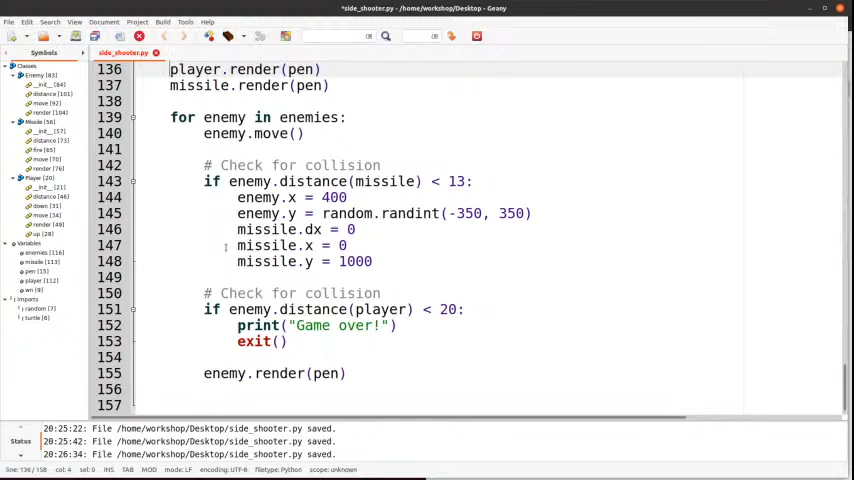 *side_shooter.py - /home/workshop/Desktop - Geany
File Edit Search View Document Project Build Tools Help
Symbols
side_shooter.py
Classes
Enemy [83]
__init__ [84]
distance [101]
move [92]
render [104]
Missile [56]
__init__ [57]
distance [73]
fire [65]
move [70]
render [76]
Player [20]
__init__ [21]
distance [46]
down [31]
move [34]
render [49]
up [28]
Variables
enemies [116]
missile [113]
pen [15]
player [112]
wn [9]
Imports
random [7]
turtle [6]
136 player.render(pen)
137 missile.render(pen)
138
139 for enemy in enemies:
140 enemy.move()
141
142 # Check for collision
143 if enemy.distance(missile) < 13:
144 enemy.x = 400
145 enemy.y = random.randint(-350, 350)
146 missile.dx = 0
147 missile.x = 0
148 missile.y = 1000
149
150 # Check for collision
151 if enemy.distance(player) < 20:
152 print("Game over!")
153 exit()
154
155 enemy.render(pen)
156
157
Status
20:25:22: File /home/workshop/Desktop/side_shooter.py saved.
20:25:42: File /home/workshop/Desktop/side_shooter.py saved.
20:26:34: File /home/workshop/Desktop/side_shooter.py saved.
line: 136 / 158 col: 4 sel: 0 INS TAB MOD mode: LF encoding: UTF-8 filetype: Python scope: unknown